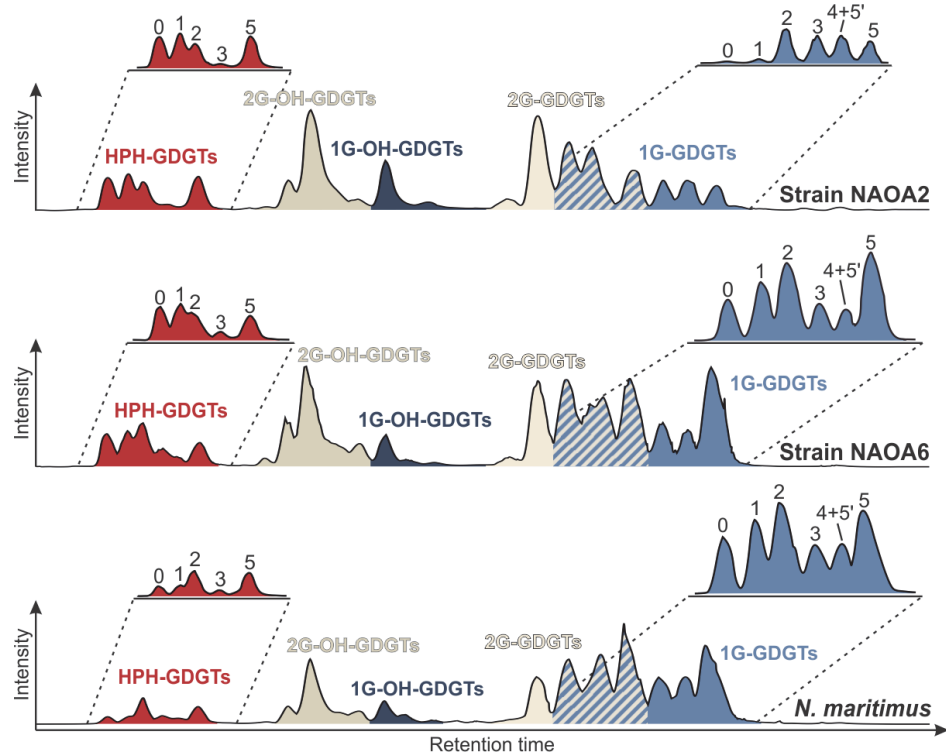 0 1 2 3 5
0 1 2 3 4+5' 5
Intensity
HPH-GDGTs
2G-OH-GDGTs
1G-OH-GDGTs
2G-GDGTs
1G-GDGTs
Strain NAOA2
0 1 2 3 5
0 1 2 3 4+5' 5
Intensity
HPH-GDGTs
2G-OH-GDGTs
1G-OH-GDGTs
2G-GDGTs
1G-GDGTs
Strain NAOA6
0 1 2 3 5
0 1 2 3 4+5' 5
Intensity
HPH-GDGTs
2G-OH-GDGTs
1G-OH-GDGTs
2G-GDGTs
1G-GDGTs
N. maritimus
Retention time